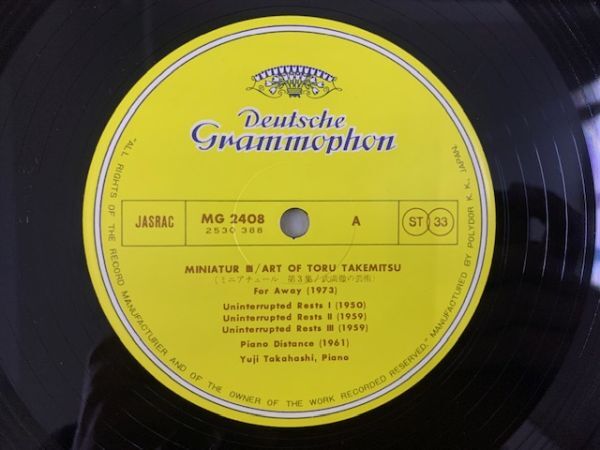 Deutsche
Grammophon
JASRAC
MG 2408
2530 388
A
ST 33
MINIATUR Ⅲ/ART OF TORU TAKEMITSU
(ミニアチュール 第3集/武満徹の芸術)
For Away (1973)
Uninterrupted Rests I (1950)
Uninterrupted Rests II (1959)
Uninterrupted Rests III (1959)
Piano Distance (1961)
Yuji Takahashi, Piano
"ALL RIGHTS OF THE RECORD MANUFACTURER AND OF THE OWNER OF THE WORK RECORDED RESERVED." MANUFACTURED BY POLYDOR K. K., JAPAN.